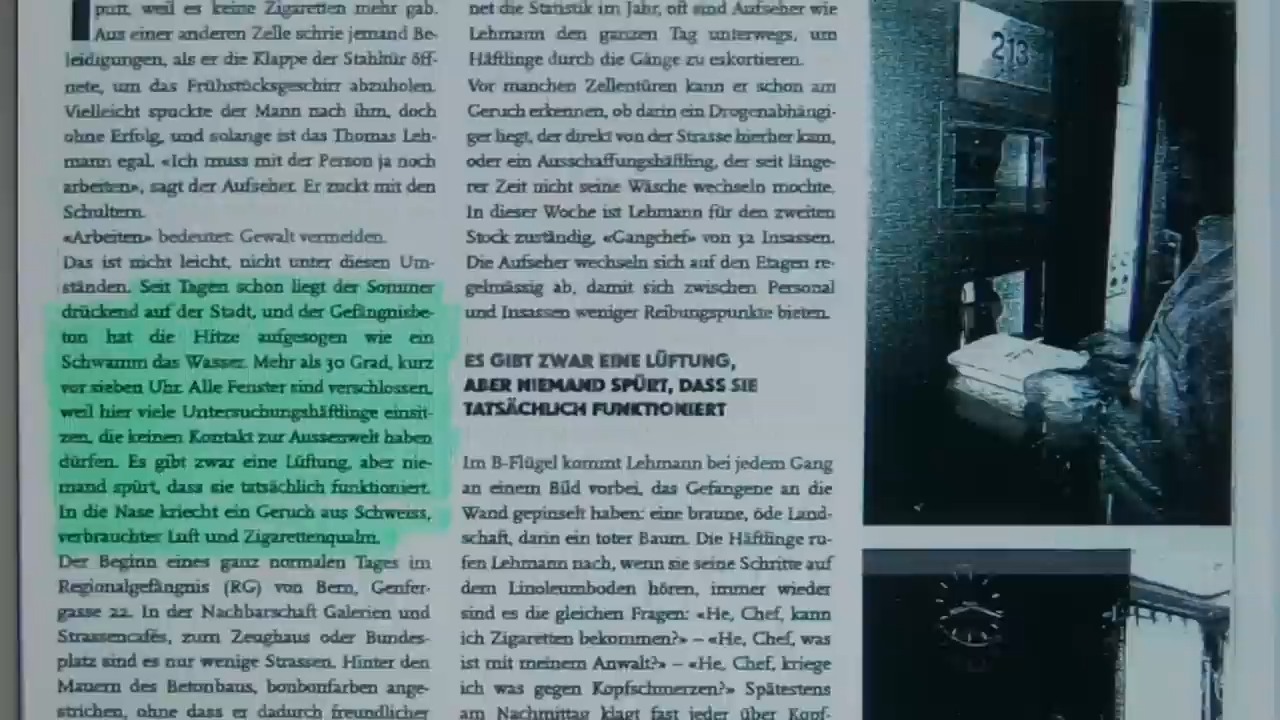 putt, weil es keine Zigaretten mehr gab.
Aus einer anderen Zelle schrie jemand Be-
leidigungen, als er die Klappe der Stahltür öff-
nete, um das Frühstücksgeschirr abzuholen.
Vielleicht spuckte der Mann nach ihm, doch
ohne Erfolg, und solange ist das Thomas Leh-
mann egal. «Ich muss mit der Person ja noch
arbeiten», sagt der Aufseher. Er zuckt mit den
Schultern.
«Arbeiten» bedeutet: Gewalt vermeiden.
Das ist nicht leicht, nicht unter diesen Um-
ständen. Seit Tagen schon liegt der Sommer
drückend auf der Stadt, und der Gefängnisbe-
ton hat die Hitze aufgesogen wie ein
Schwamm das Wasser. Mehr als 30 Grad, kurz
vor sieben Uhr. Alle Fenster sind verschlossen,
weil hier viele Untersuchungshäftlinge einsit-
zen, die keinen Kontakt zur Aussenwelt haben
dürfen. Es gibt zwar eine Lüftung, aber nie-
mand spürt, dass sie tatsächlich funktioniert.
In die Nase kriecht ein Geruch aus Schweiss,
verbrauchter Luft und Zigarettenqualm.
Der Beginn eines ganz normalen Tages im
Regionalgefängnis (RG) von Bern, Genfer-
gasse 22. In der Nachbarschaft Galerien und
Strassencafés, zum Zeughaus oder Bundes-
platz sind es nur wenige Strassen. Hinter den
Mauern des Betonbaus, bonbonfarben ange-
strichen, ohne dass er dadurch freundlicher
net die Statistik im Jahr, oft sind Aufseher wie
Lehmann den ganzen Tag unterwegs, um
Häftlinge durch die Gänge zu eskortieren.
Vor manchen Zellentüren kann er schon am
Geruch erkennen, ob darin ein Drogenabhängi-
ger liegt, der direkt von der Strasse hierher kam,
oder ein Ausschaffungshäftling, der seit länge-
rer Zeit nicht seine Wäsche wechseln mochte.
In dieser Woche ist Lehmann für den zweiten
Stock zuständig, «Gangchef» von 32 Insassen.
Die Aufseher wechseln sich auf den Etagen re-
gelmässig ab, damit sich zwischen Personal
und Insassen weniger Reibungspunkte bieten.
ES GIBT ZWAR EINE LÜFTUNG,
ABER NIEMAND SPÜRT, DASS SIE
TATSÄCHLICH FUNKTIONIERT
Im B-Flügel kommt Lehmann bei jedem Gang
an einem Bild vorbei, das Gefangene an die
Wand gepinselt haben: eine braune, öde Land-
schaft, darin ein toter Baum. Die Häftlinge ru-
fen Lehmann nach, wenn sie seine Schritte auf
dem Linoleumboden hören, immer wieder
sind es die gleichen Fragen: «He, Chef, kann
ich Zigaretten bekommen?» – «He, Chef, was
ist mit meinem Anwalt?» – «He, Chef, kriege
ich was gegen Kopfschmerzen?» Spätestens
am Nachmittag klagt fast jeder über Kopf-
213